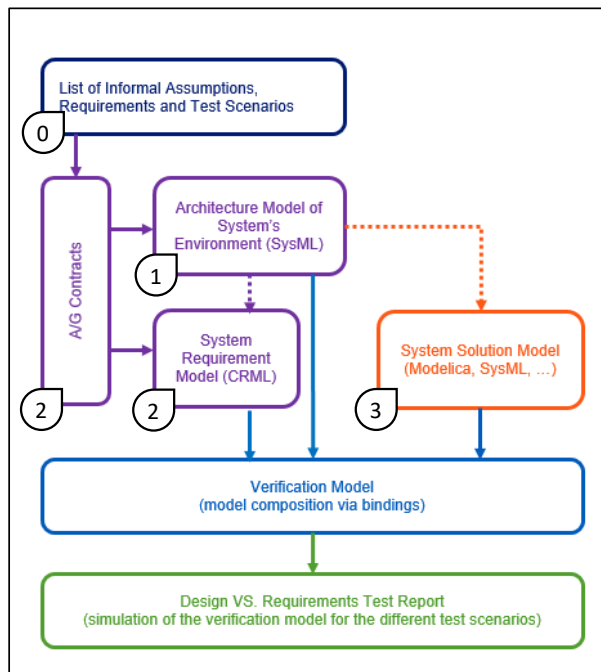 List of Informal Assumptions,
Requirements and Test Scenarios
0
A/G Contracts
2
Architecture Model of
System's
Environment (SysML)
1
System
Requirement
Model (CRML)
2
System Solution Model
(Modelica, SysML, …)
3
Verification Model
(model composition via bindings)
Design VS. Requirements Test Report
(simulation of the verification model for the different test scenarios)